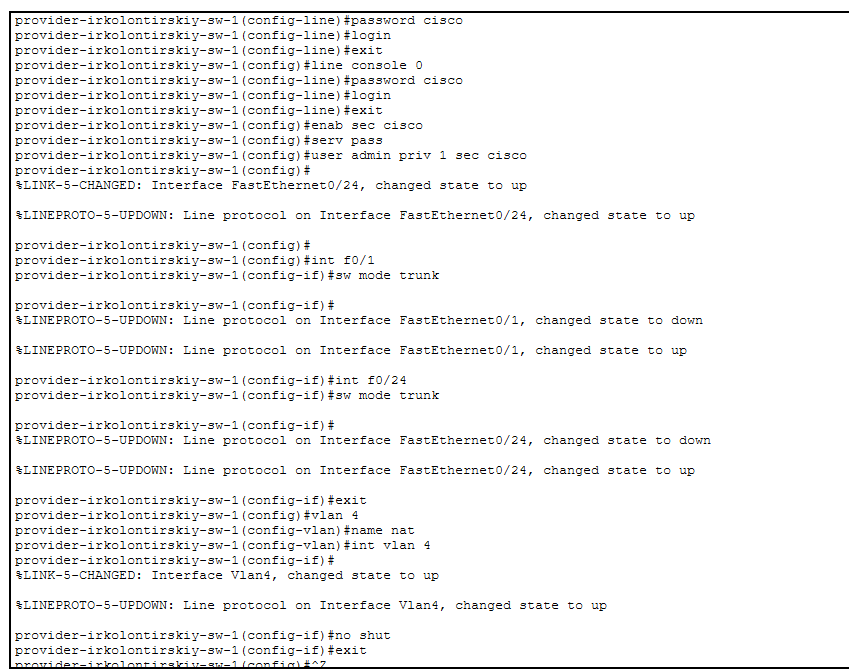 provider-irkolontirskiy-sw-1(config-line)#password cisco
provider-irkolontirskiy-sw-1(config-line)#login
provider-irkolontirskiy-sw-1(config-line)#exit
provider-irkolontirskiy-sw-1(config)#line console 0
provider-irkolontirskiy-sw-1(config-line)#password cisco
provider-irkolontirskiy-sw-1(config-line)#login
provider-irkolontirskiy-sw-1(config-line)#exit
provider-irkolontirskiy-sw-1(config)#enab sec cisco
provider-irkolontirskiy-sw-1(config)#serv pass
provider-irkolontirskiy-sw-1(config)#user admin priv 1 sec cisco
provider-irkolontirskiy-sw-1(config)#
%LINK-5-CHANGED: Interface FastEthernet0/24, changed state to up
%LINEPROTO-5-UPDOWN: Line protocol on Interface FastEthernet0/24, changed state to up
provider-irkolontirskiy-sw-1(config)#
provider-irkolontirskiy-sw-1(config)#int f0/1
provider-irkolontirskiy-sw-1(config-if)#sw mode trunk
provider-irkolontirskiy-sw-1(config-if)#
%LINEPROTO-5-UPDOWN: Line protocol on Interface FastEthernet0/1, changed state to down
%LINEPROTO-5-UPDOWN: Line protocol on Interface FastEthernet0/1, changed state to up
provider-irkolontirskiy-sw-1(config-if)#int f0/24
provider-irkolontirskiy-sw-1(config-if)#sw mode trunk
provider-irkolontirskiy-sw-1(config-if)#
%LINEPROTO-5-UPDOWN: Line protocol on Interface FastEthernet0/24, changed state to down
%LINEPROTO-5-UPDOWN: Line protocol on Interface FastEthernet0/24, changed state to up
provider-irkolontirskiy-sw-1(config-if)#exit
provider-irkolontirskiy-sw-1(config)#vlan 4
provider-irkolontirskiy-sw-1(config-vlan)#name nat
provider-irkolontirskiy-sw-1(config-vlan)#int vlan 4
provider-irkolontirskiy-sw-1(config-if)#
%LINK-5-CHANGED: Interface Vlan4, changed state to up
%LINEPROTO-5-UPDOWN: Line protocol on Interface Vlan4, changed state to up
provider-irkolontirskiy-sw-1(config-if)#no shut
provider-irkolontirskiy-sw-1(config-if)#exit
provider-irkolontirskiy-sw-1(config)#^Z